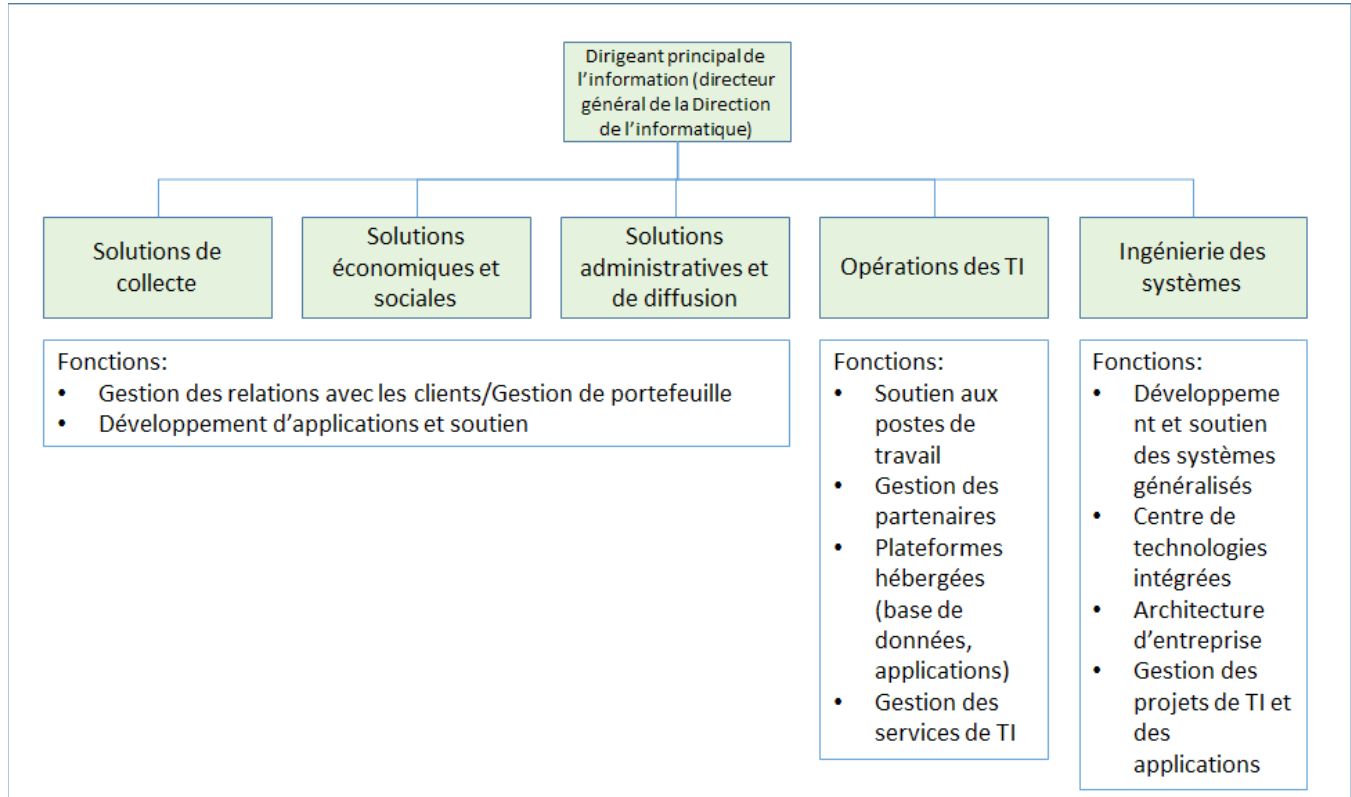 Dirigeant principal de
l'information (directeur
général de la Direction
de l'informatique)
Solutions de
collecte
Solutions
économiques et
sociales
Solutions
administratives et
de diffusion
Opérations des TI
Ingénierie des
systèmes
Fonctions:
• Gestion des relations avec les clients/Gestion de portefeuille
• Développement d'applications et soutien
Fonctions:
• Soutien aux
postes de
travail
• Gestion des
partenaires
• Plateformes
hébergées
(base de
données,
applications)
• Gestion des
services de TI
Fonctions:
• Développeme
nt et soutien
des systèmes
généralisés
• Centre de
technologies
intégrées
• Architecture
d'entreprise
• Gestion des
projets de TI et
des
applications